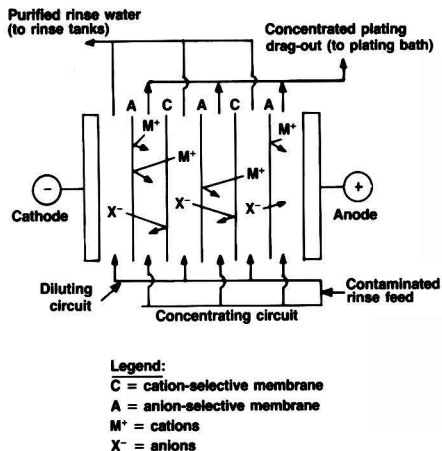 Purified rinse water
(to rinse tanks)
Concentrated plating
drag-out (to plating bath)
A C A C A
M⁺
M⁺
M⁺
M⁺
X⁻
X⁻
X⁻
−
Cathode
+
Anode
Diluting
circuit
Concentrating circuit
Contaminated
rinse feed
Legend:
C = cation-selective membrane
A = anion-selective membrane
M⁺ = cations
X⁻ = anions